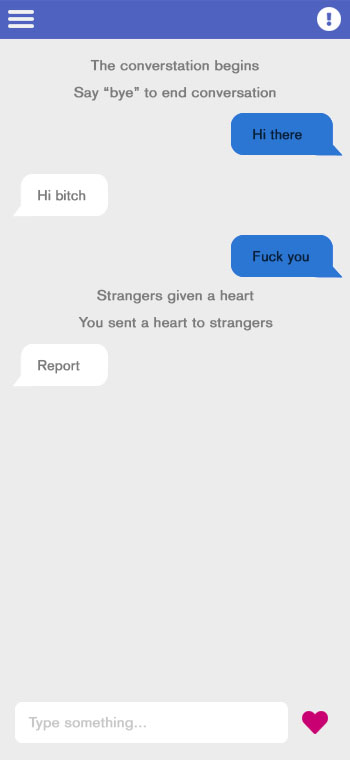 The converstation begins
Say “bye” to end conversation
Hi there
Hi bitch
Fuck you
Strangers given a heart
You sent a heart to strangers
Report
Type something...